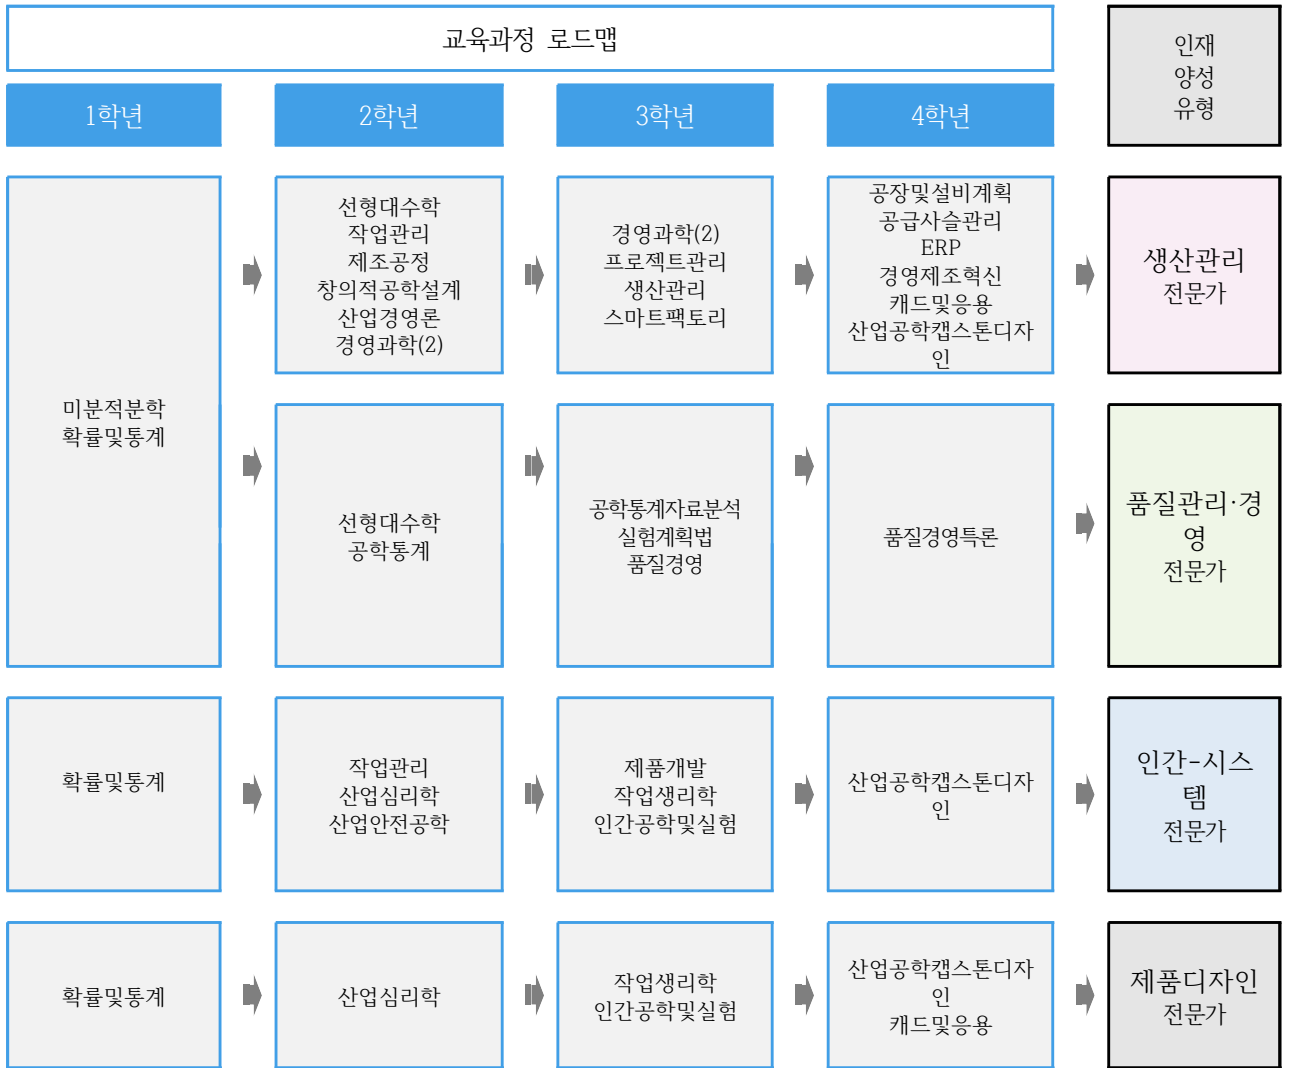 교육과정 로드맵
인재
양성
유형
1학년
2학년
3학년
4학년
미분적분학
확률및통계
선형대수학
작업관리
제조공정
창의적공학설계
산업경영론
경영과학(2)
경영과학(2)
프로젝트관리
생산관리
스마트팩토리
공장및설비계획
공급사슬관리
ERP
경영제조혁신
캐드및응용
산업공학캡스톤디자
인
생산관리
전문가
선형대수학
공학통계
공학통계자료분석
실험계획법
품질경영
품질경영특론
품질관리·경
영
전문가
확률및통계
작업관리
산업심리학
산업안전공학
제품개발
작업생리학
인간공학및실험
산업공학캡스톤디자
인
인간-시스
템
전문가
확률및통계
산업심리학
작업생리학
인간공학및실험
산업공학캡스톤디자
인
캐드및응용
제품디자인
전문가